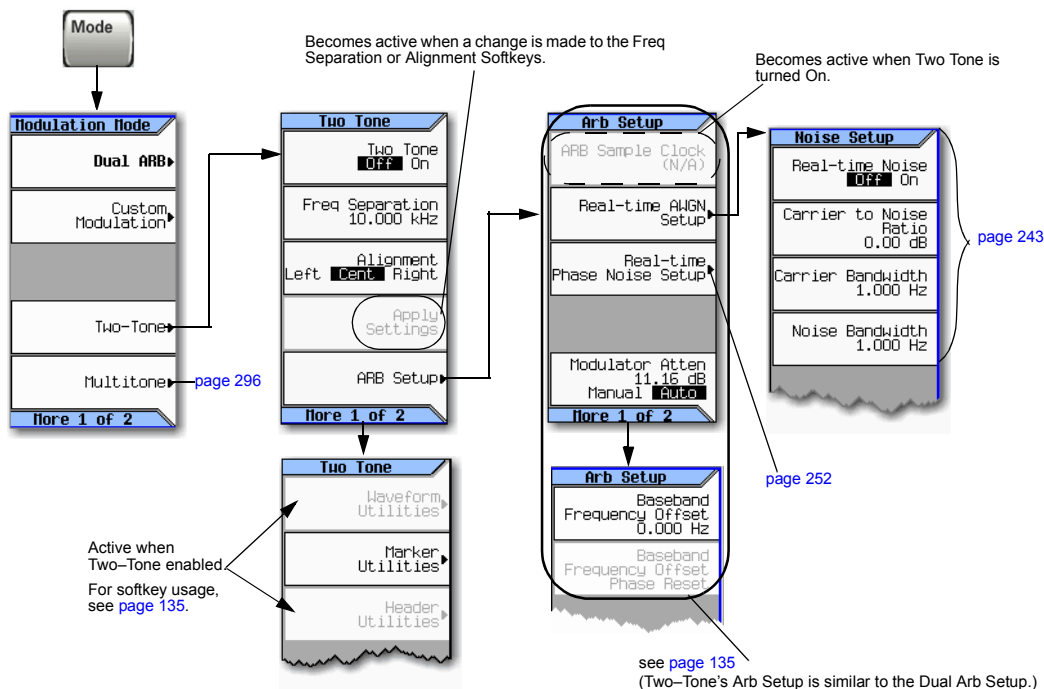 Mode
Becomes active when a change is made to the Freq
Separation or Alignment Softkeys.
Becomes active when Two Tone is
turned On.
Modulation Mode
Dual ARB
Custom
Modulation
Two-Tone
Multitone
page 296
More 1 of 2
Two Tone
Two Tone
Off On
Freq Separation
10.000 kHz
Alignment
Left Cent Right
Apply
Settings
ARB Setup
More 1 of 2
Arb Setup
ARB Sample Clock
(N/A)
Real-time AWGN
Setup
Real-time
Phase Noise Setup
Modulator Atten
11.16 dB
Manual Auto
More 1 of 2
Noise Setup
Real-time Noise
Off On
Carrier to Noise
Ratio
0.00 dB
Carrier Bandwidth
1.000 Hz
Noise Bandwidth
1.000 Hz
page 243
page 252
Two Tone
Waveform
Utilities
Marker
Utilities
Header
Utilities
Active when
Two–Tone enabled.
For softkey usage,
see page 135.
Arb Setup
Baseband
Frequency Offset
0.000 Hz
Baseband
Frequency Offset
Phase Reset
see page 135
(Two–Tone's Arb Setup is similar to the Dual Arb Setup.)